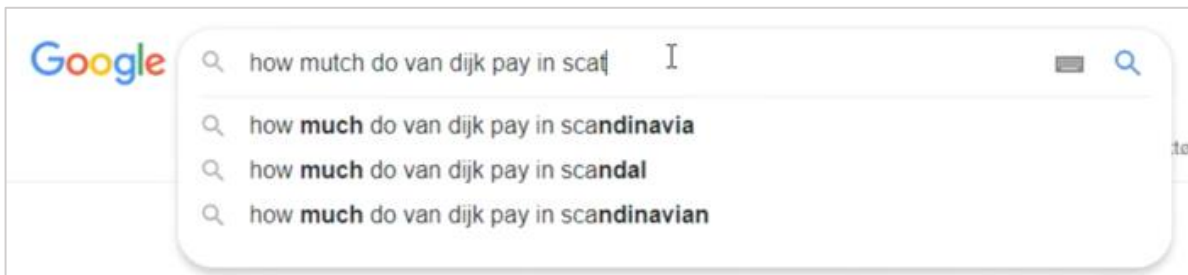 Google how mutch do van dijk pay in scat
how much do van dijk pay in scandinavia
how much do van dijk pay in scandal
how much do van dijk pay in scandinavian